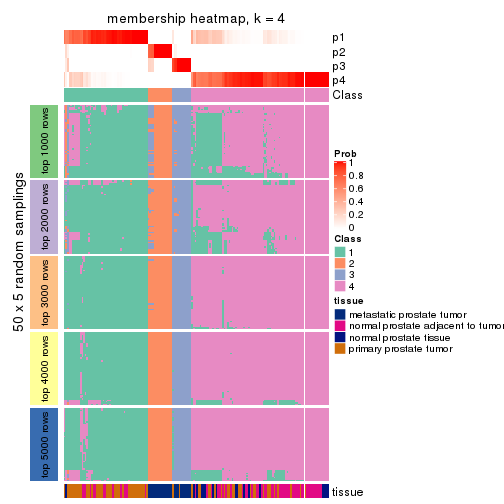 membership heatmap, k = 4
p1
p2
p3
p4
Class
50 x 5 random samplings
top 1000 rows
top 2000 rows
top 3000 rows
top 4000 rows
top 5000 rows
tissue
Prob
1
0.8
0.6
0.4
0.2
0
Class
1
2
3
4
tissue
metastatic prostate tumor
normal prostate adjacent to tumor
normal prostate tissue
primary prostate tumor